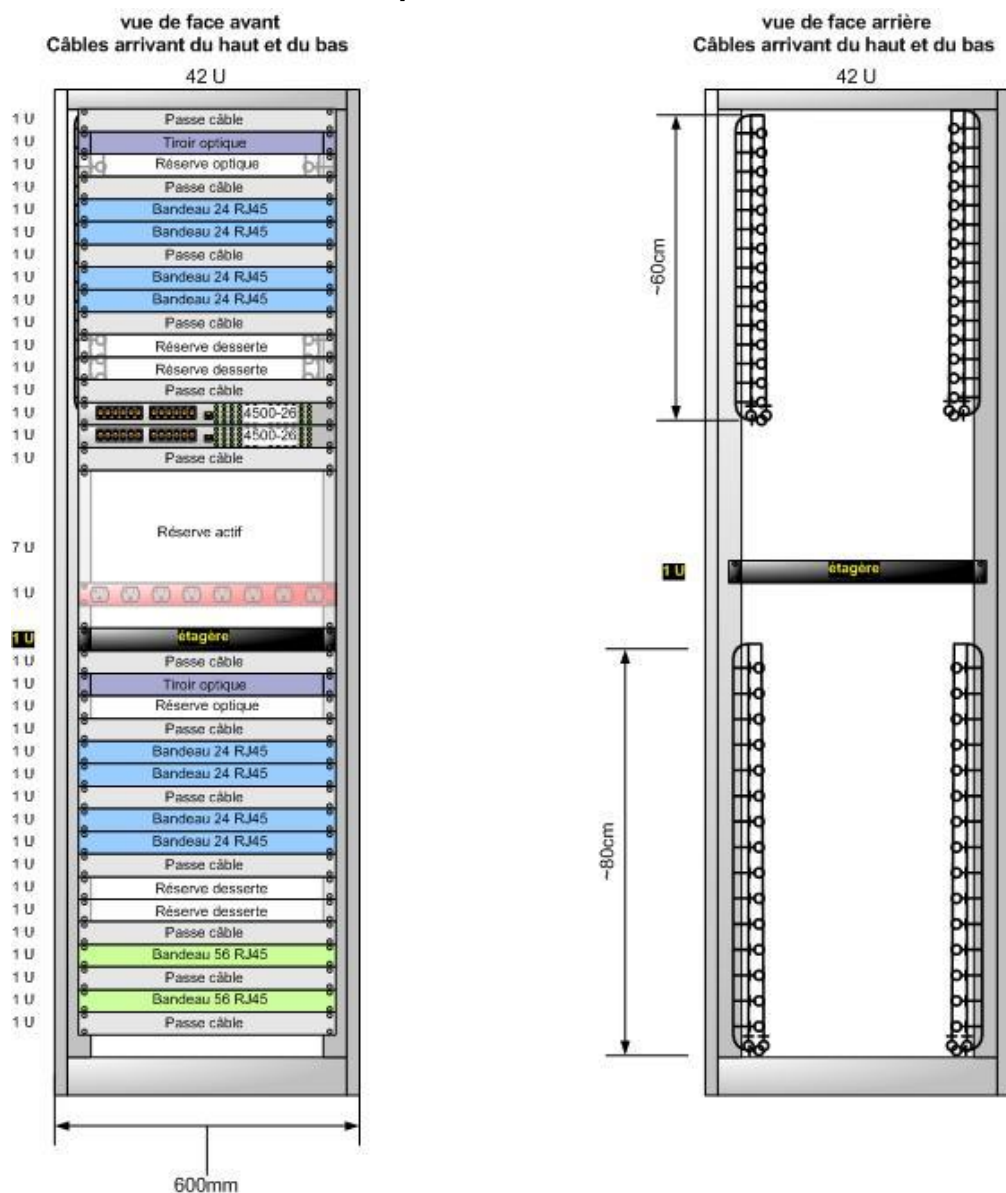 vue de face avant
Câbles arrivant du haut et du bas
42 U
1 U Passe câble
1 U Tiroir optique
1 U Réserve optique
1 U Passe câble
1 U Bandeau 24 RJ45
1 U Bandeau 24 RJ45
1 U Passe câble
1 U Bandeau 24 RJ45
1 U Bandeau 24 RJ45
1 U Passe câble
1 U Réserve desserte
1 U Réserve desserte
1 U Passe câble
1 U 4500-26
1 U 4500-26
1 U Passe câble
Réserve actif
7 U
1 U
1 U étagère
1 U Passe câble
1 U Tiroir optique
1 U Réserve optique
1 U Passe câble
1 U Bandeau 24 RJ45
1 U Bandeau 24 RJ45
1 U Passe câble
1 U Bandeau 24 RJ45
1 U Bandeau 24 RJ45
1 U Passe câble
1 U Réserve desserte
1 U Réserve desserte
1 U Passe câble
1 U Bandeau 56 RJ45
1 U Passe câble
1 U Bandeau 56 RJ45
1 U Passe câble
600mm
vue de face arrière
Câbles arrivant du haut et du bas
42 U
~60cm
1 U étagère
~80cm